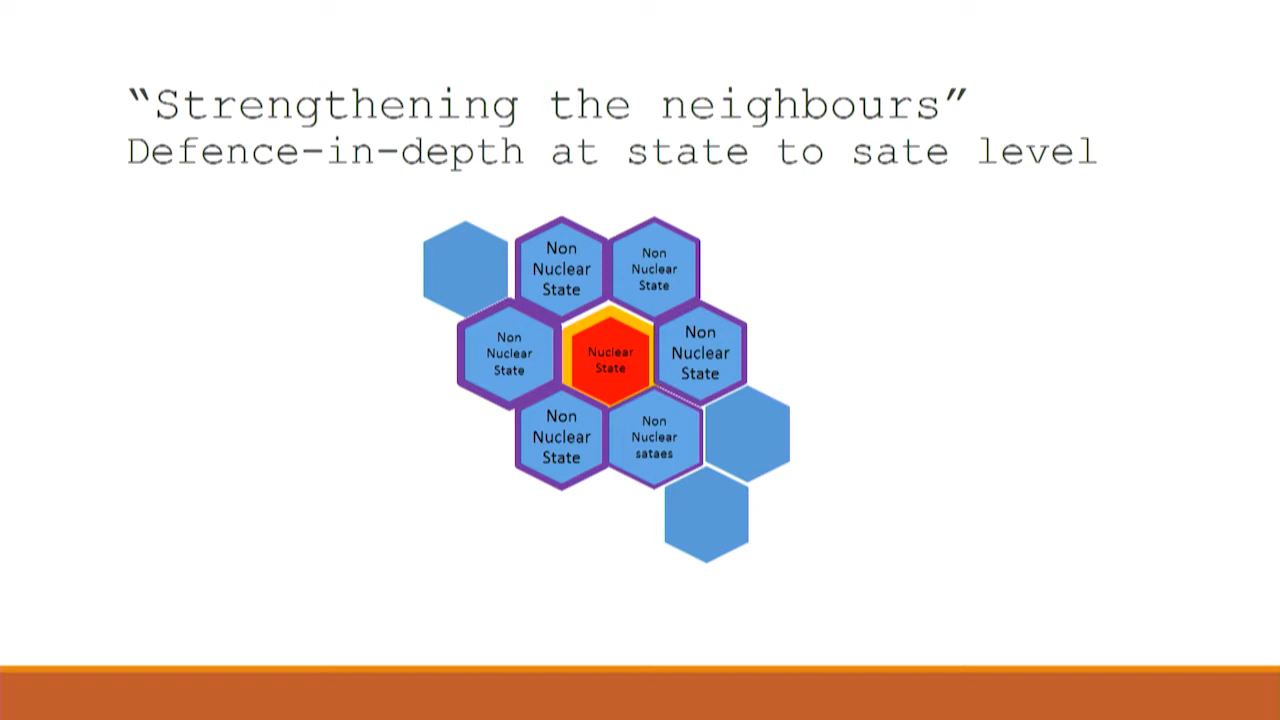 “Strengthening the neighbours”
Defence-in-depth at state to sate level
Non
Nuclear
State
Non
Nuclear
State
Non
Nuclear
State
Nuclear
State
Non
Nuclear
State
Non
Nuclear
State
Non
Nuclear
sataes